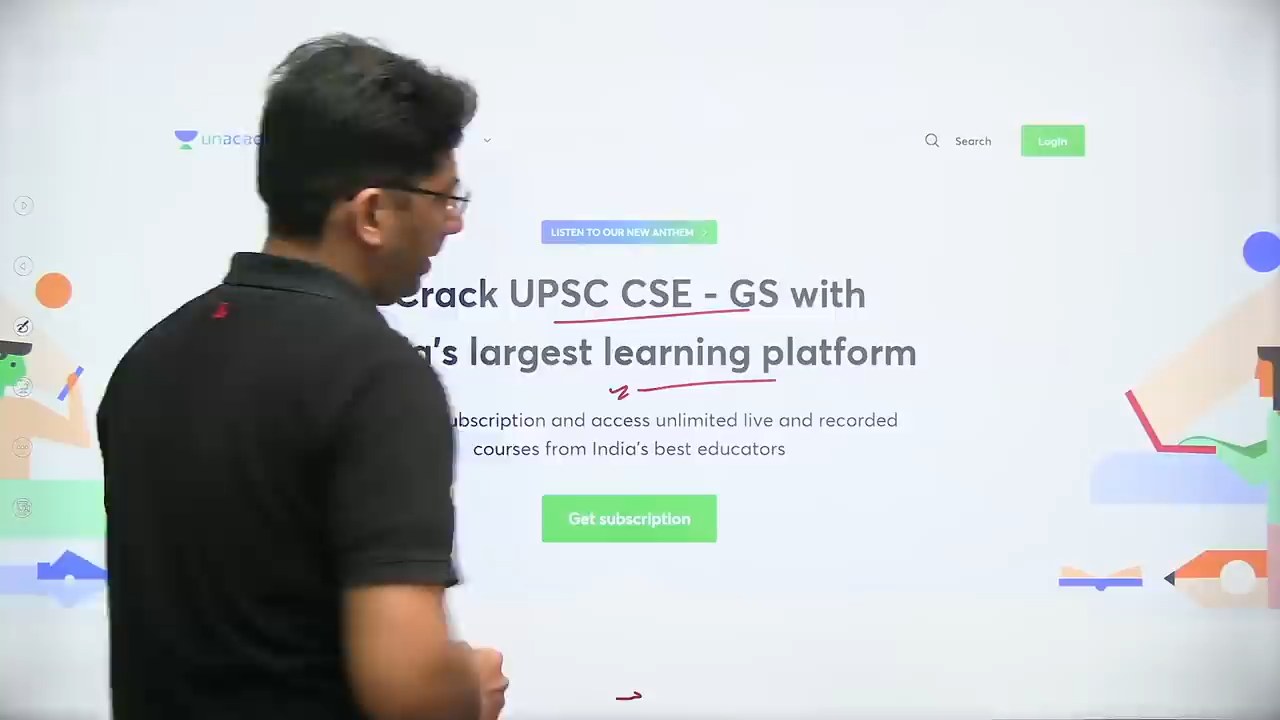 unacad
Search
Login
LISTEN TO OUR NEW ANTHEM
Crack UPSC CSE - GS with
a's largest learning platform
ubscription and access unlimited live and recorded
courses from India's best educators
Get subscription